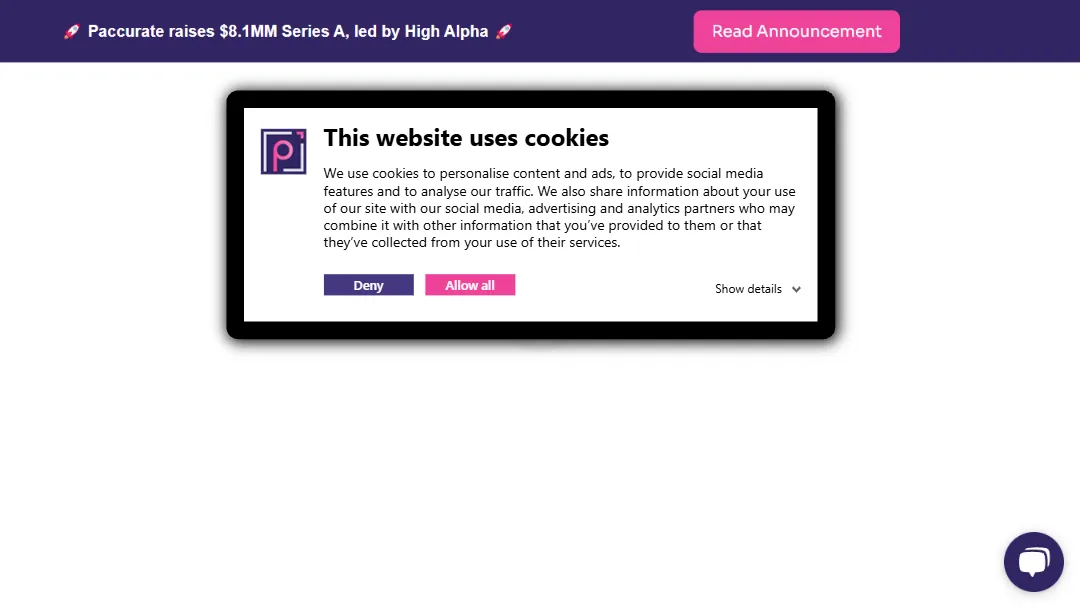 🚀 Paccurate raises $8.1MM Series A, led by High Alpha 🚀
Read Announcement
This website uses cookies
We use cookies to personalise content and ads, to provide social media
features and to analyse our traffic. We also share information about your use
of our site with our social media, advertising and analytics partners who may
combine it with other information that you’ve provided to them or that
they’ve collected from your use of their services.
Deny
Allow all
Show details